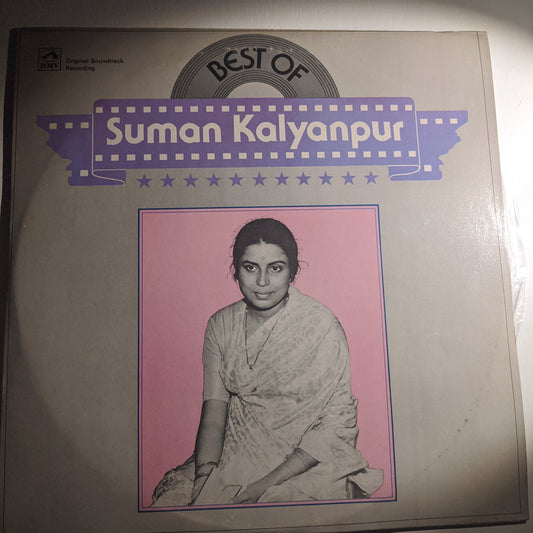 HMV
Original Soundtrack
Recording
BEST OF
Suman Kalyanpur